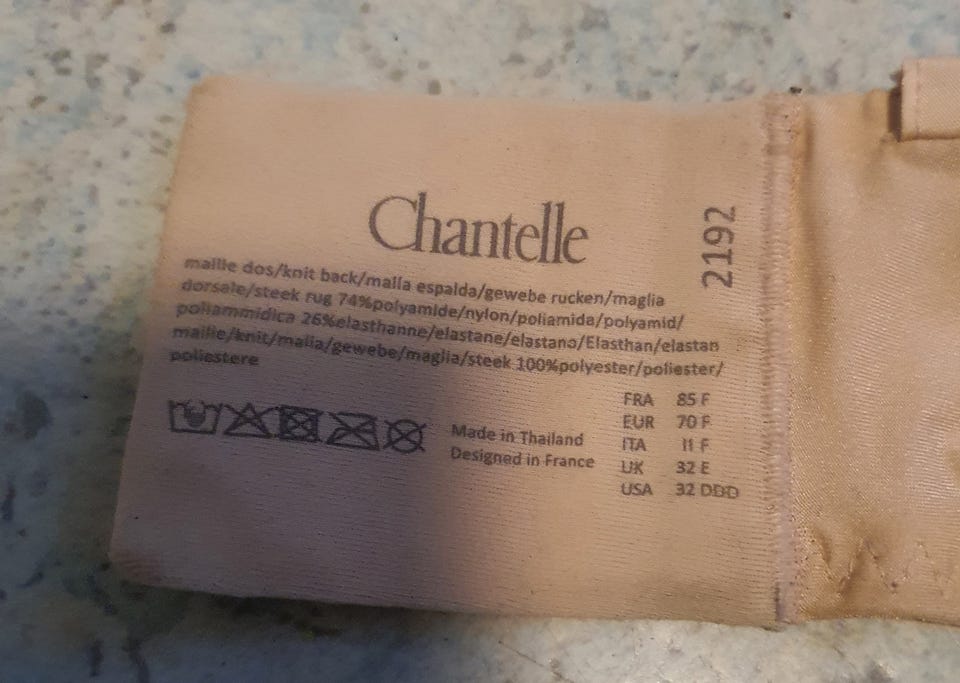 Chantelle
2192
maille dos/knit back/malla espalda/gewebe rucken/maglia
dorsale/steek rug 74%polyamide/nylon/poliamida/polyamid/
poliammidica 26%elasthanne/elastane/elastano/Elasthan/elastan
maille/knit/malla/gewebe/maglia/steek 100%polyester/poliester/
poliestere
Made in Thailand
Designed in France
FRA 85 F
EUR 70 F
ITA II F
UK 32 E
USA 32 DDD